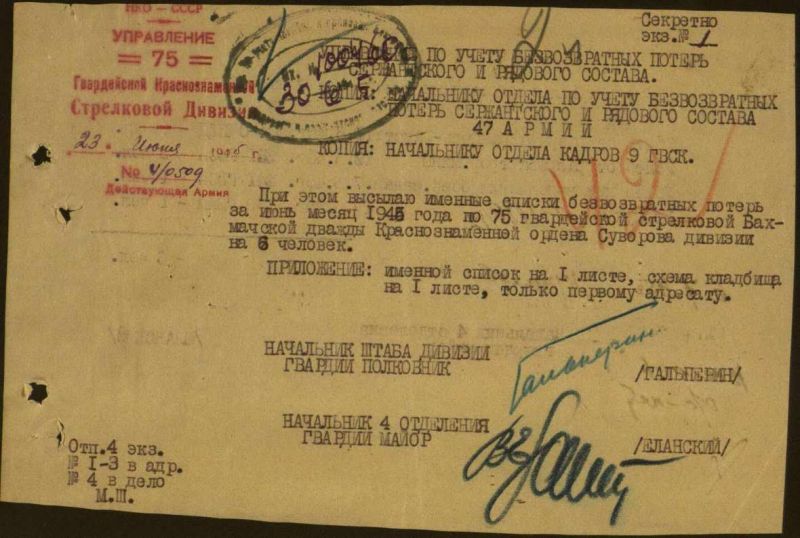 НКО — СССР
УПРАВЛЕНИЕ
= 75 =
Гвардейской Краснознаменной
Стрелковой Дивизии
23 Июня 1945 г.
№ 4/0509
Действующая Армия
Секретно
экз.№ 1
ПО УЧЕТУ БЕЗВОЗВРАТНЫХ ПОТЕРЬ
СЕРЖАНТСКОГО И РЯДОВОГО СОСТАВА.
КОПИЯ: НАЧАЛЬНИКУ ОТДЕЛА ПО УЧЕТУ БЕЗВОЗВРАТНЫХ
ПОТЕРЬ СЕРЖАНТСКОГО И РЯДОВОГО СОСТАВА
47 АРМИИ
КОПИЯ: НАЧАЛЬНИКУ ОТДЕЛА КАДРОВ 9 ГВСК.
При этом высылаю именные списки безвозвратных потерь
за июнь месяц 1945 года по 75 гвардейской стрелковой Бах-
мачской дважды Краснознаменней ордена Суворова дивизии
на 6 человек.
ПРИЛОЖЕНИЕ: именной список на I листе, схема кладбища
на I листе, только первому адресату.
НАЧАЛЬНИК ШТАБА ДИВИЗИИ
ГВАРДИИ ПОЛКОВНИК
Гальперин
/ГАЛЬПЕРИН/
НАЧАЛЬНИК 4 ОТДЕЛЕНИЯ
ГВАРДИИ МАЙОР
/ЕЛАНСКИЙ/
Отп.4 экз.
№ I-3 в адр.
№ 4 в дело
М.Ш.